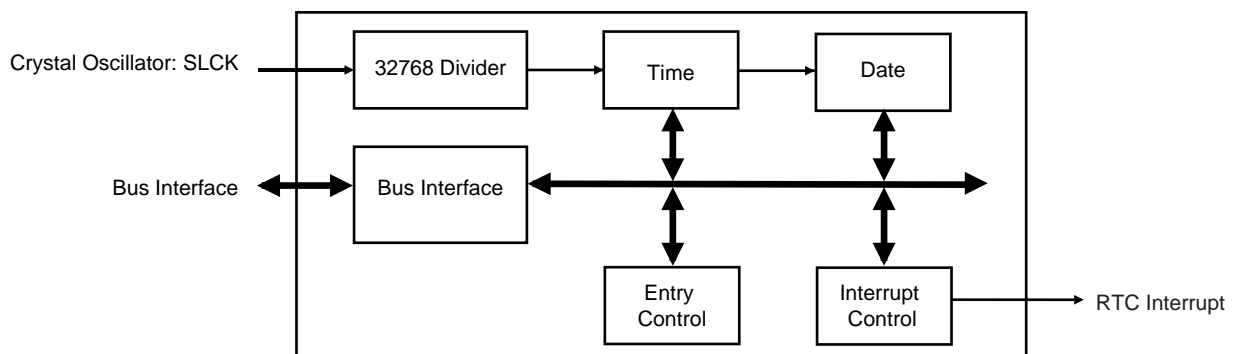 Crystal Oscillator: SLCK
32768 Divider
Time
Date
Bus Interface
Bus Interface
Entry
Control
Interrupt
Control
RTC Interrupt